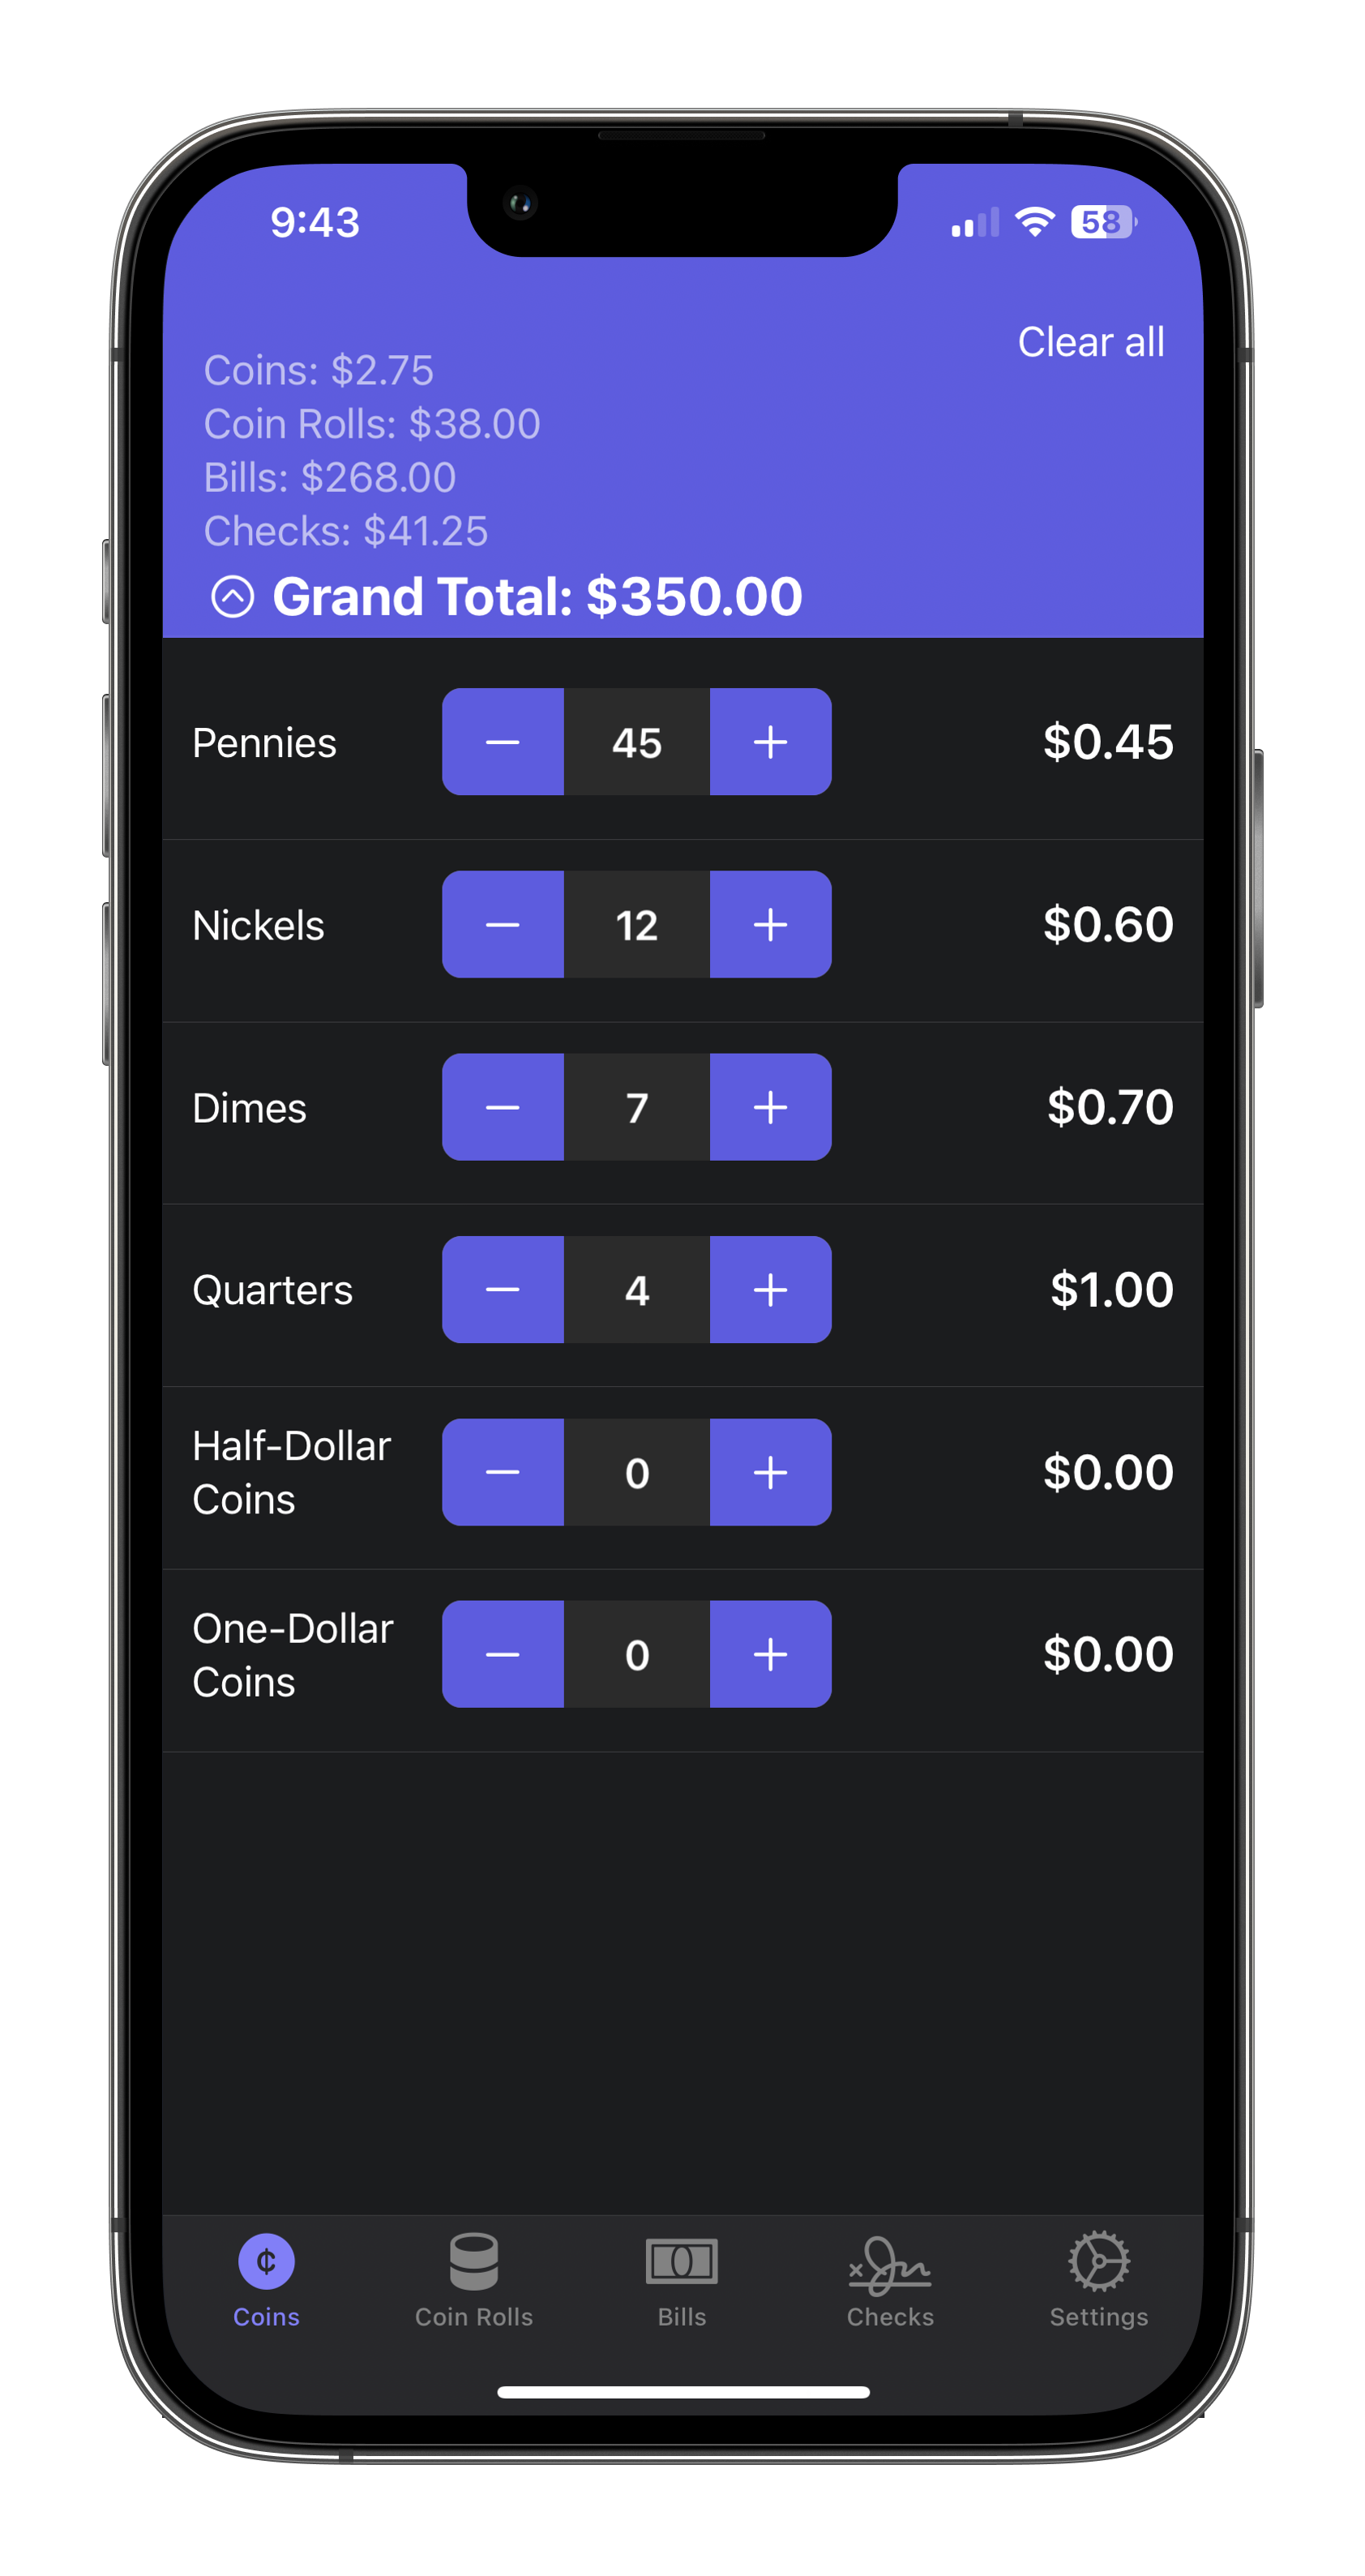 9:43 58
Clear all
Coins: $2.75
Coin Rolls: $38.00
Bills: $268.00
Checks: $41.25
Grand Total: $350.00
Pennies − 45 + $0.45
Nickels − 12 + $0.60
Dimes − 7 + $0.70
Quarters − 4 + $1.00
Half-Dollar
Coins − 0 + $0.00
One-Dollar
Coins − 0 + $0.00
¢
Coins Coin Rolls Bills Checks Settings